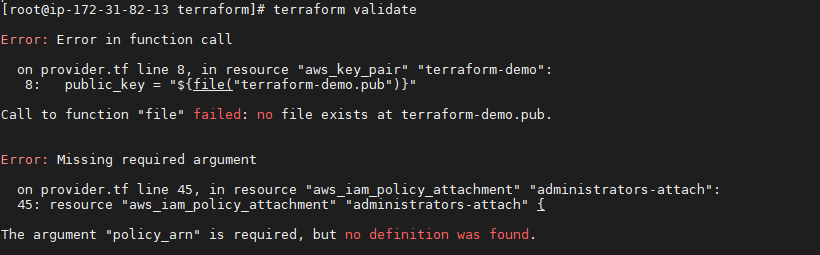 [root@ip-172-31-82-13 terraform]# terraform validate
Error: Error in function call
on provider.tf line 8, in resource "aws_key_pair" "terraform-demo":
8:   public_key = "${file("terraform-demo.pub")}"
Call to function "file" failed: no file exists at terraform-demo.pub.
Error: Missing required argument
on provider.tf line 45, in resource "aws_iam_policy_attachment" "administrators-attach":
45: resource "aws_iam_policy_attachment" "administrators-attach" {
The argument "policy_arn" is required, but no definition was found.